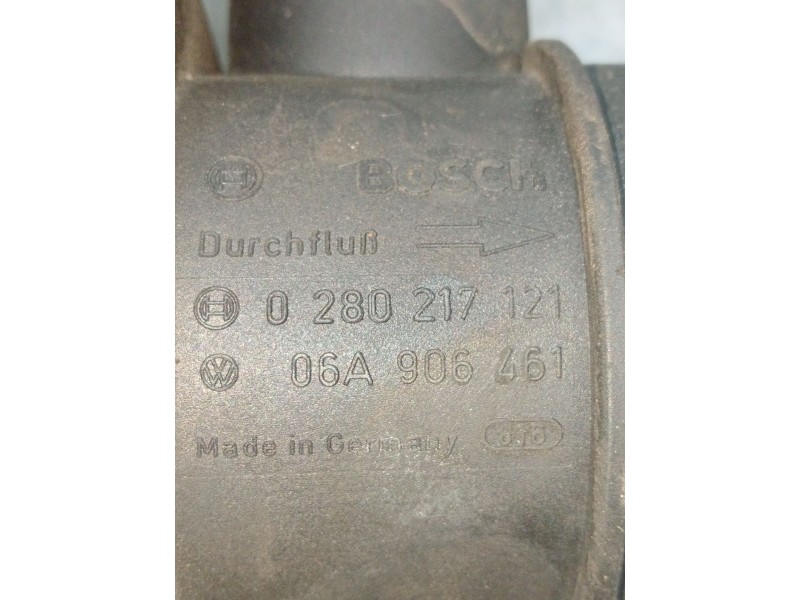 BOSCH
Durchfluß
0 280 217 121
06A 906 461
Made in Germany